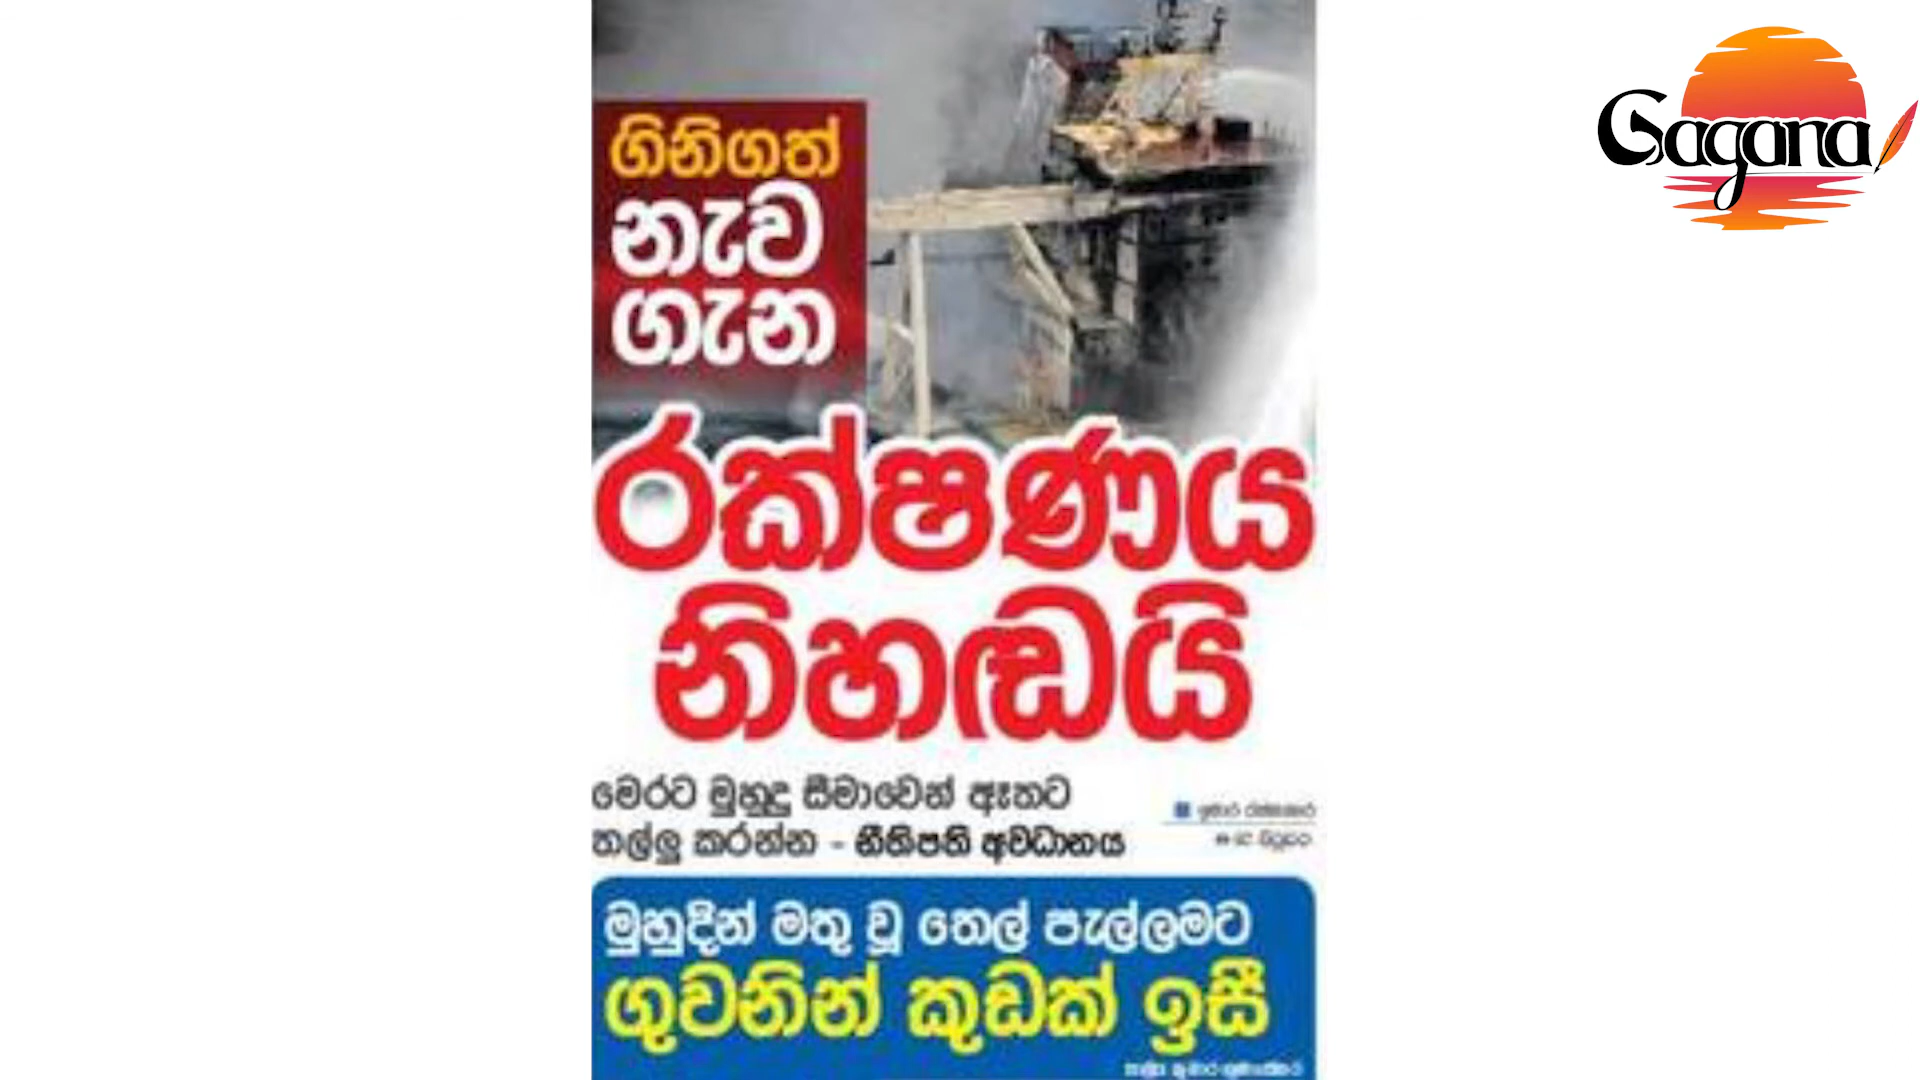 Gagana
ගිනිගත්
නැව
ගැන
රක්ෂණය
නිහඬයි
මෙරට මුහුදු සීමාවෙන් ඈතට
තල්ලු කරන්න - නීතිපති අවධානය
මුහුදින් මතු වූ තෙල් පැල්ලමට
ගුවනින් කුඩක් ඉසී